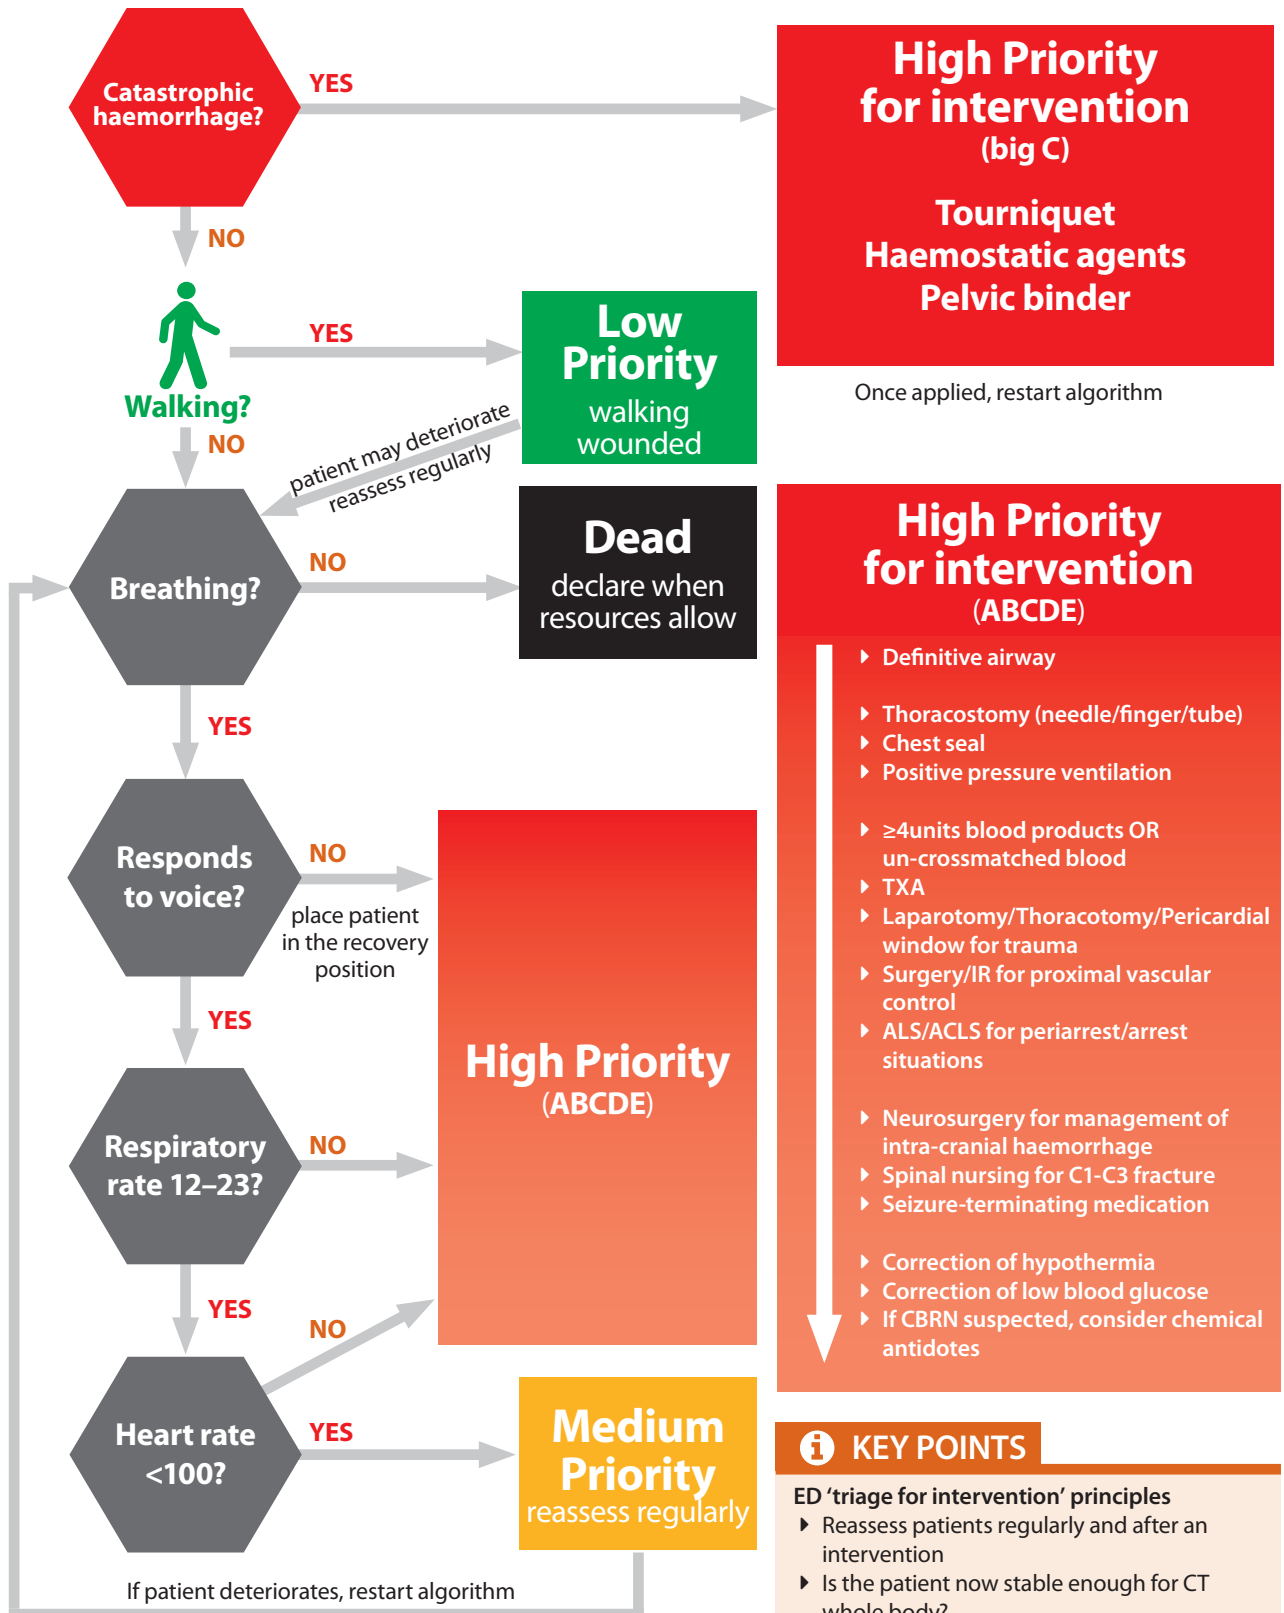 Catastrophic
haemorrhage?
YES
High Priority
for intervention
(big C)
Tourniquet
Haemostatic agents
Pelvic binder
Once applied, restart algorithm
NO
Walking?
YES
Low
Priority
walking
wounded
patient may deteriorate
reassess regularly
NO
Breathing?
NO
Dead
declare when
resources allow
YES
Responds
to voice?
NO
place patient
in the recovery
position
High Priority
(ABCDE)
YES
Respiratory
rate 12–23?
NO
YES
NO
Heart rate
<100?
YES
Medium
Priority
reassess regularly
If patient deteriorates, restart algorithm
High Priority
for intervention
(ABCDE)
Definitive airway
Thoracostomy (needle/finger/tube)
Chest seal
Positive pressure ventilation
≥4units blood products OR
un-crossmatched blood
TXA
Laparotomy/Thoracotomy/Pericardial
window for trauma
Surgery/IR for proximal vascular
control
ALS/ACLS for periarrest/arrest
situations
Neurosurgery for management of
intra-cranial haemorrhage
Spinal nursing for C1-C3 fracture
Seizure-terminating medication
Correction of hypothermia
Correction of low blood glucose
If CBRN suspected, consider chemical
antidotes
KEY POINTS
ED ‘triage for intervention’ principles
Reassess patients regularly and after an
intervention
Is the patient now stable enough for CT
whole body?